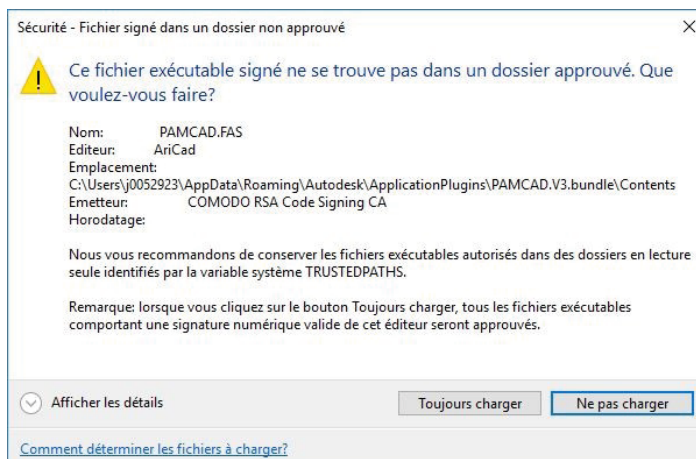 Sécurité - Fichier signé dans un dossier non approuvé
Ce fichier exécutable signé ne se trouve pas dans un dossier approuvé. Que
voulez-vous faire?
Nom: PAMCAD.FAS
Editeur: AriCad
Emplacement:
C:\Users\j0052923\AppData\Roaming\Autodesk\ApplicationPlugins\PAMCAD.V3.bundle\Contents
Emetteur: COMODO RSA Code Signing CA
Horodatage:
Nous vous recommandons de conserver les fichiers exécutables autorisés dans des dossiers en lecture
seule identifiés par la variable système TRUSTEDPATHS.
Remarque: lorsque vous cliquez sur le bouton Toujours charger, tous les fichiers exécutables
comportant une signature numérique valide de cet éditeur seront approuvés.
Afficher les détails Toujours charger Ne pas charger
Comment déterminer les fichiers à charger?